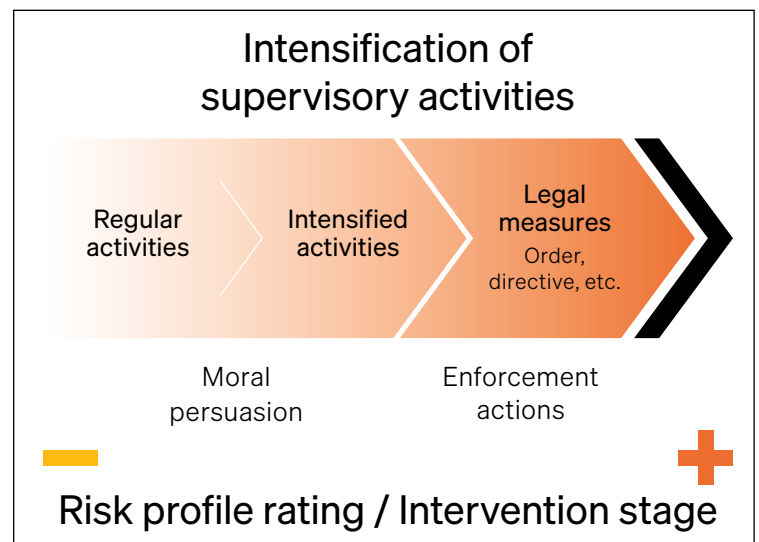 Intensification of
supervisory activities
Regular
activities
Intensified
activities
Legal
measures
Order,
directive, etc.
Moral
persuasion
Enforcement
actions
Risk profile rating / Intervention stage